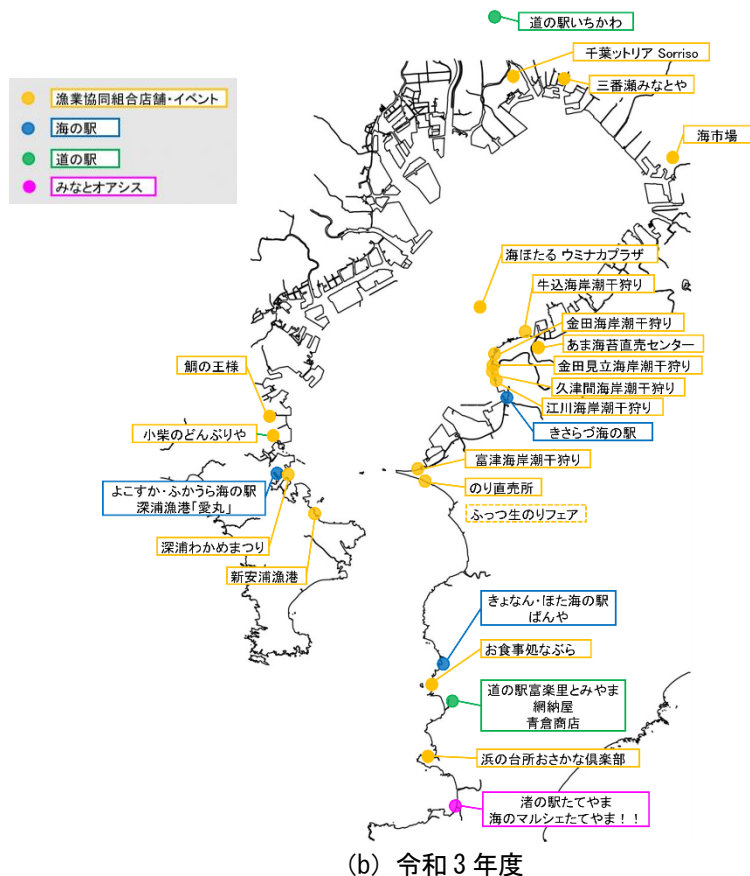 道の駅いちかわ
千葉ットリア Sorriso
三番瀬みなとや
海市場
漁業協同組合店舗・イベント
海の駅
道の駅
みなとオアシス
海ほたる ウミナカプラザ
牛込海岸潮干狩り
金田海岸潮干狩り
あま海苔直売センター
金田見立海岸潮干狩り
久津間海岸潮干狩り
江川海岸潮干狩り
きさらづ海の駅
鯛の王様
小柴のどんぶりや
よこすか・ふかうら海の駅
深浦漁港「愛丸」
深浦わかめまつり
新安浦漁港
富津海岸潮干狩り
のり直売所
ふっつ生のりフェア
きょなん・ほた海の駅
ばんや
お食事処なぶら
道の駅富楽里とみやま
網納屋
青倉商店
浜の台所おさかな倶楽部
渚の駅たてやま
海のマルシェたてやま！！
(b) 令和３年度